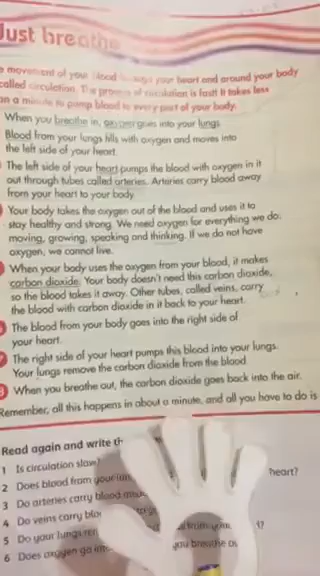 Just breathe
movement of your blood your heart and around your body
called circulation. The process of circulation is fast! It takes less
an a minute to pump blood to every part of your body.
When you breathe in, oxygen goes into your lungs.
Blood from your lungs fills with oxygen and moves into
the left side of your heart.
The left side of your heart pumps the blood with oxygen in it
out through tubes called arteries. Arteries carry blood away
from your heart to your body.
Your body takes the oxygen out of the blood and uses it to
stay healthy and strong. We need oxygen for everything we do:
moving, growing, speaking and thinking. If we do not have
oxygen, we cannot live.
When your body uses the oxygen from your blood, it makes
carbon dioxide. Your body doesn't need this carbon dioxide,
so the blood takes it away. Other tubes, called veins, carry
the blood with carbon dioxide in it back to your heart.
The blood from your body goes into the right side of
your heart.
7 The right side of your heart pumps this blood into your lungs.
Your lungs remove the carbon dioxide from the blood.
8 When you breathe out, the carbon dioxide goes back into the air.
Remember, all this happens in about a minute, and all you have to do is
Read again and write th
1 Is circulation slow?
2 Does blood from your lun heart?
3 Do arteries carry blood
4 Do veins carry blo
5 Do your lungs rem from your
6 Does oxygen go into you breathe